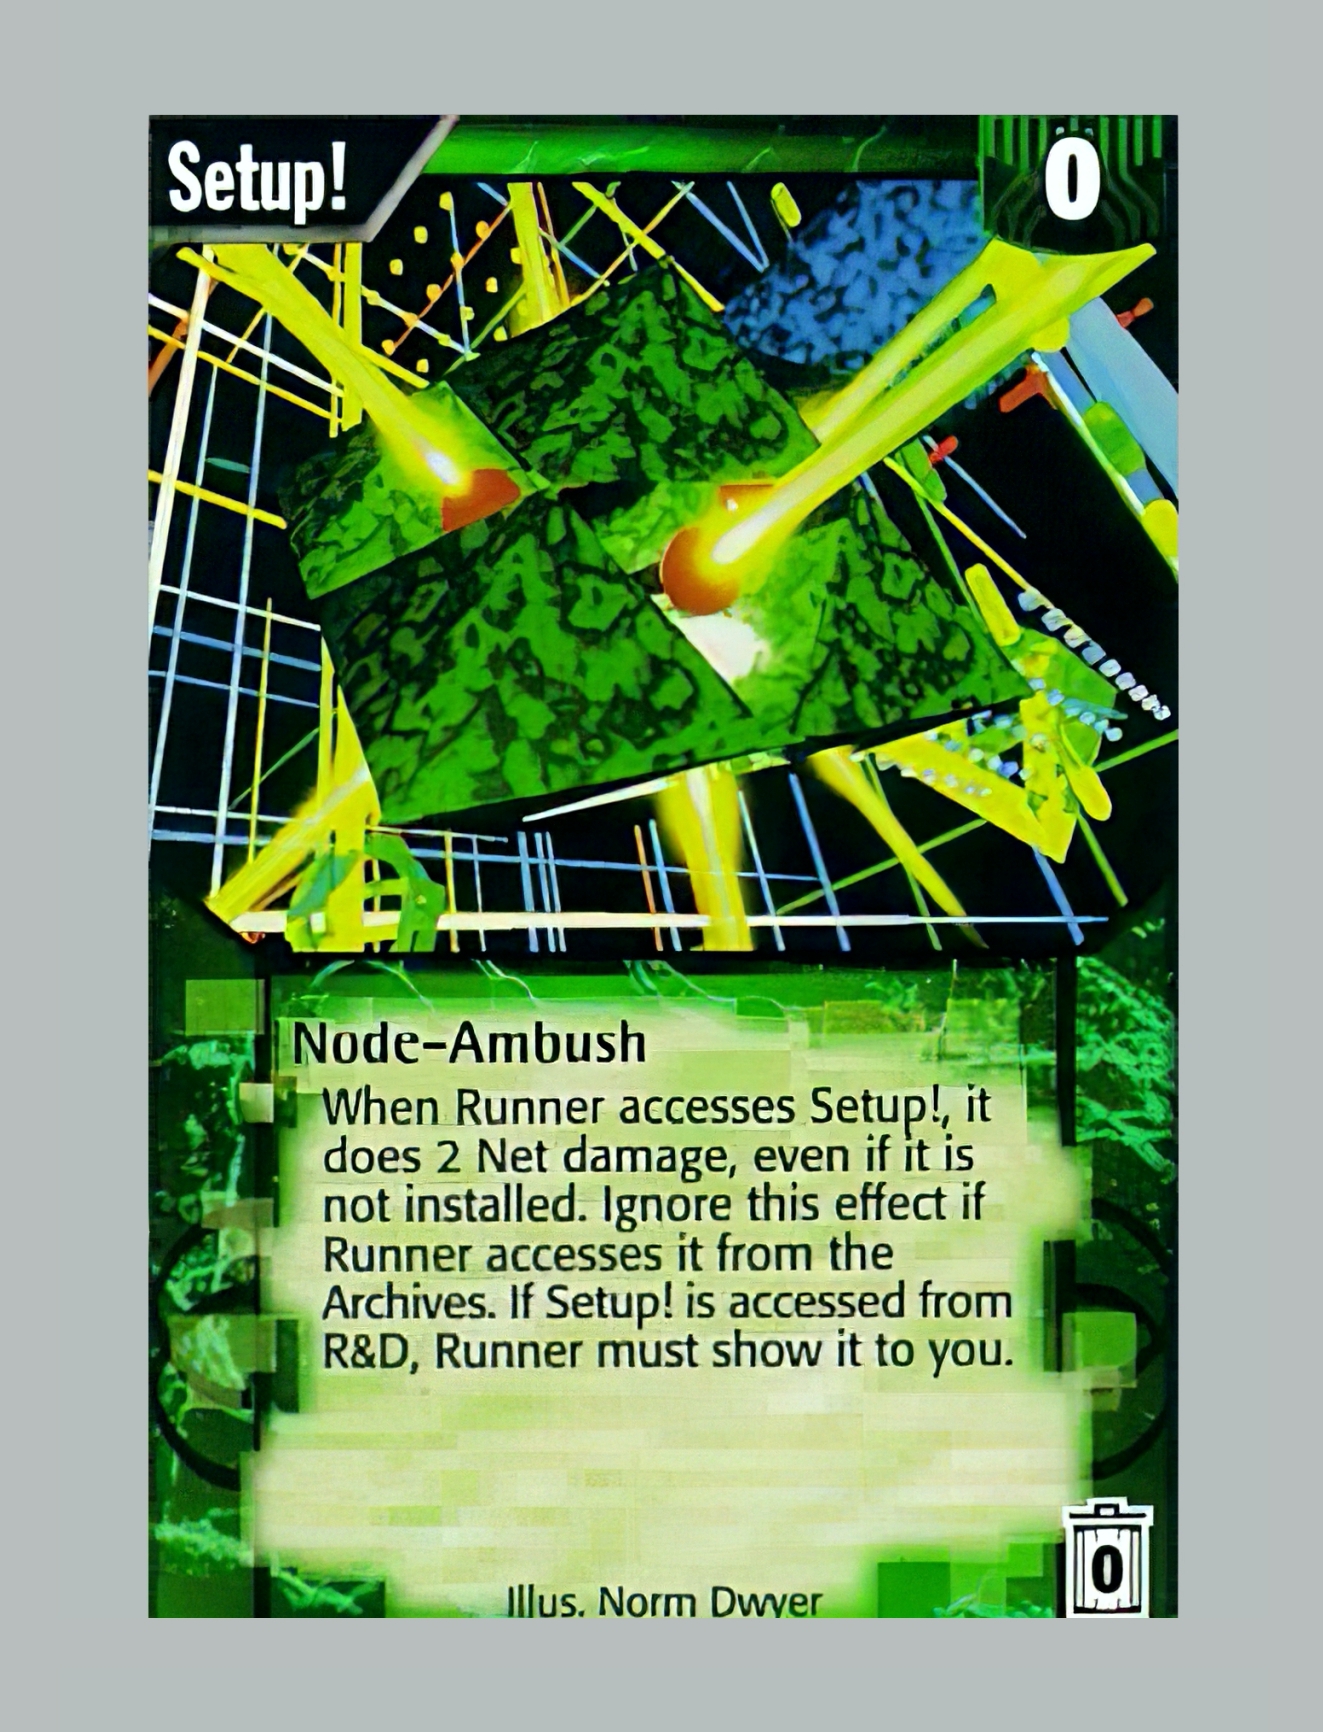 Setup!
0
Node-Ambush
When Runner accesses Setup!, it
does 2 Net damage, even if it is
not installed. Ignore this effect if
Runner accesses it from the
Archives. If Setup! is accessed from
R&D, Runner must show it to you.
0
Illus. Norm Dwyer